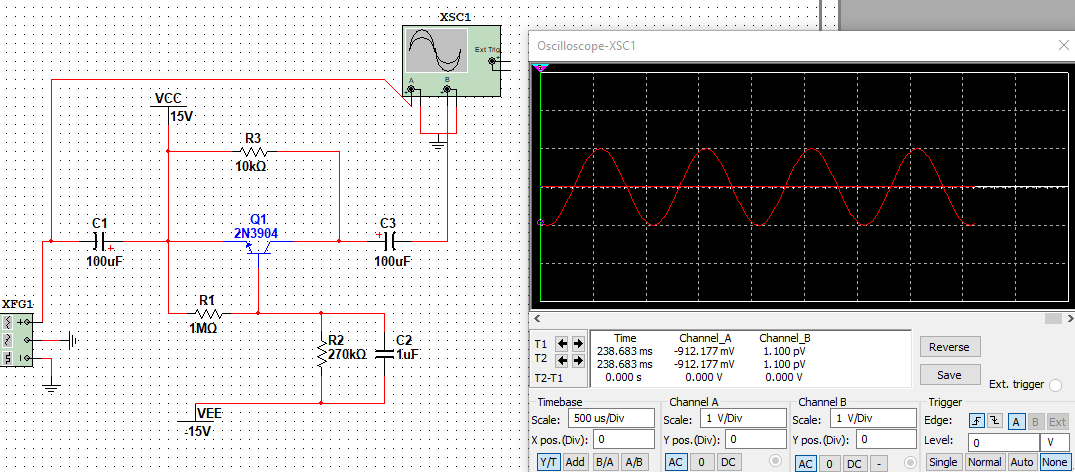 XSC1
Ext Trig
+
A
B
VCC
15V
R3
10kΩ
C1
100uF
Q1
2N3904
C3
100uF
XFG1
R1
1MΩ
R2
270kΩ
C2
1uF
VEE
-15V
Oscilloscope-XSC1
T1
T2
T2-T1
Time Channel_A Channel_B
238.683 ms -912.177 mV 1.100 pV
238.683 ms -912.177 mV 1.100 pV
0.000 s 0.000 V 0.000 V
Reverse
Save
Ext. trigger
Timebase
Scale: 500 us/Div
X pos.(Div): 0
Y/T Add B/A A/B
Channel A
Scale: 1 V/Div
Y pos.(Div): 0
AC 0 DC
Channel B
Scale: 1 V/Div
Y pos.(Div): 0
AC 0 DC -
Trigger
Edge: A B Ext
Level: 0 V
Single Normal Auto None